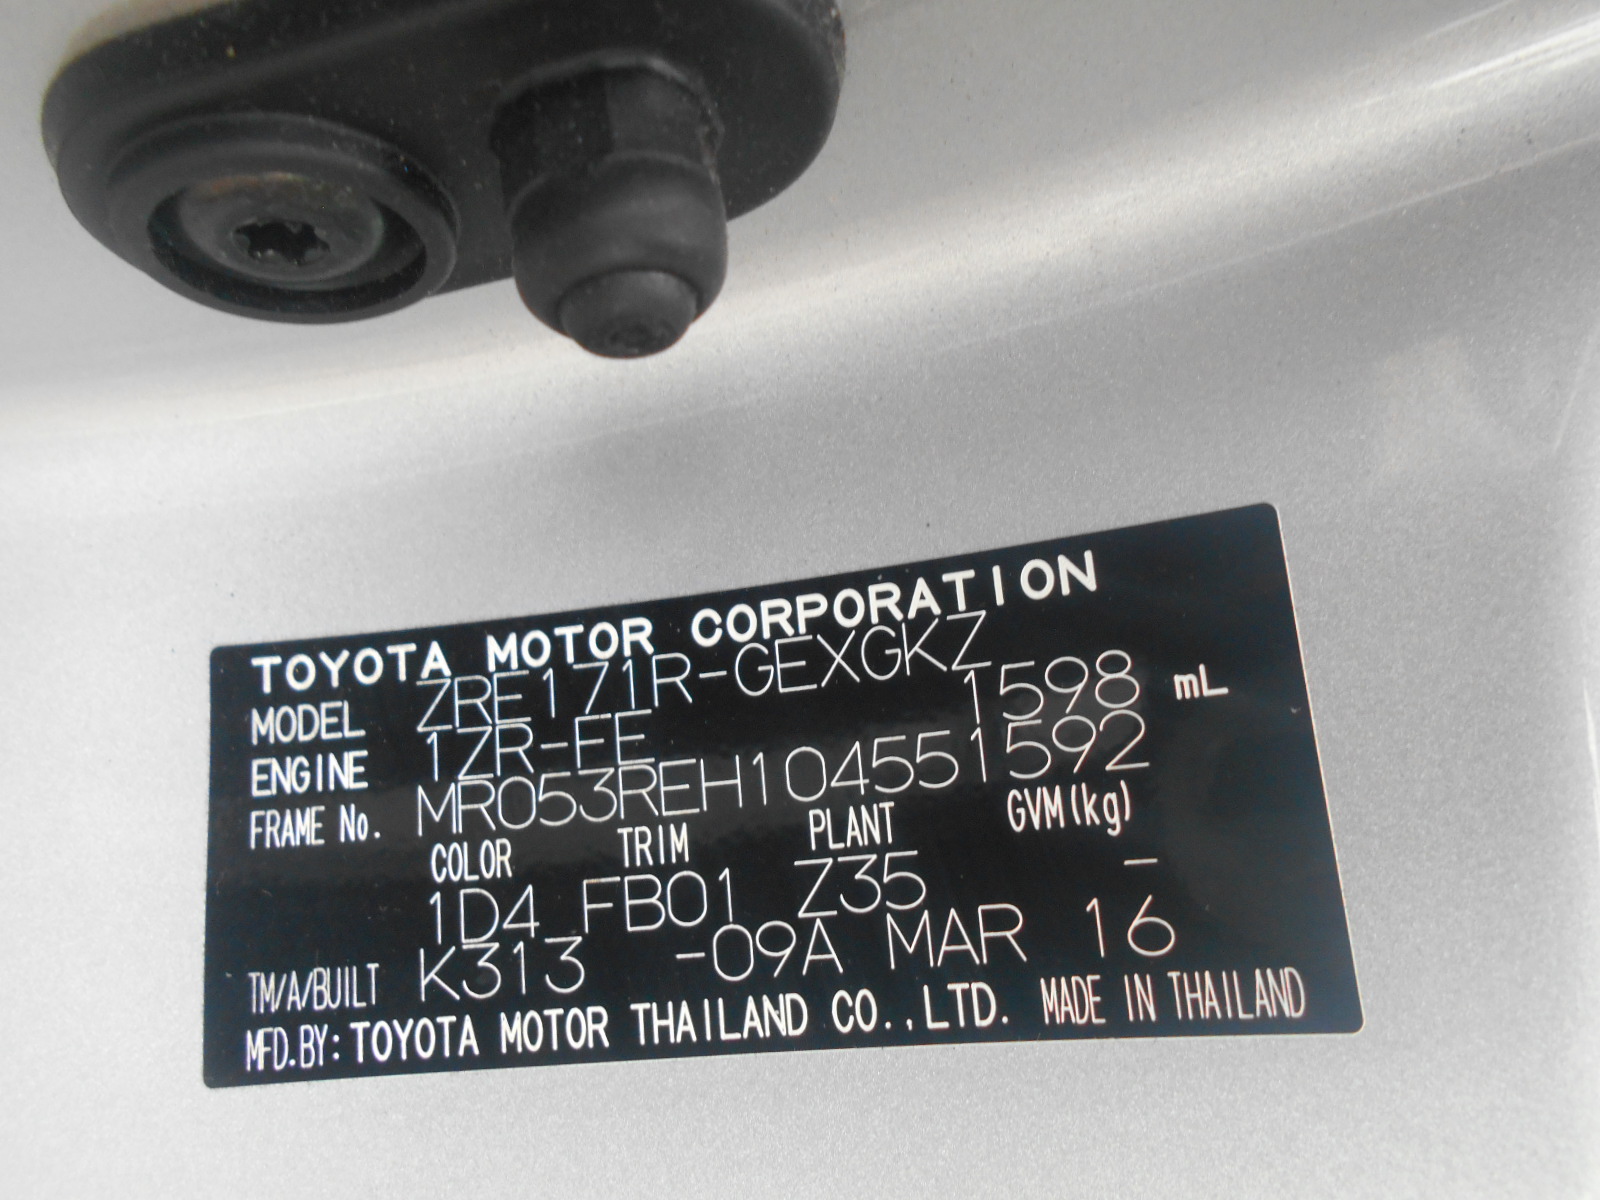 TOYOTA MOTOR CORPORATION
MODEL ZRE171R-GEXGKZ
ENGINE 1ZR-FE 1598 mL
FRAME No. MR053REH104551592
COLOR TRIM PLANT GVM(kg)
1D4 FB01 Z35 -
TM/A/BUILT K313 -09A MAR 16
MFD.BY: TOYOTA MOTOR THAILAND CO.,LTD. MADE IN THAILAND